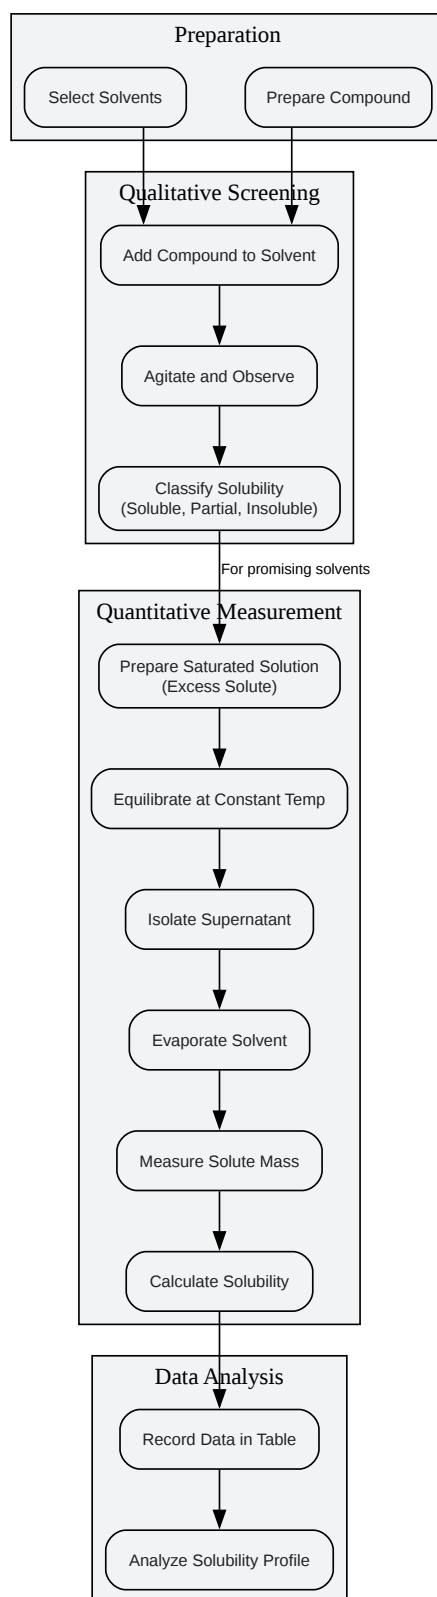 Preparation
Select Solvents
Prepare Compound
Qualitative Screening
Add Compound to Solvent
Agitate and Observe
Classify Solubility
(Soluble, Partial, Insoluble)
For promising solvents
Quantitative Measurement
Prepare Saturated Solution
(Excess Solute)
Equilibrate at Constant Temp
Isolate Supernatant
Evaporate Solvent
Measure Solute Mass
Calculate Solubility
Data Analysis
Record Data in Table
Analyze Solubility Profile